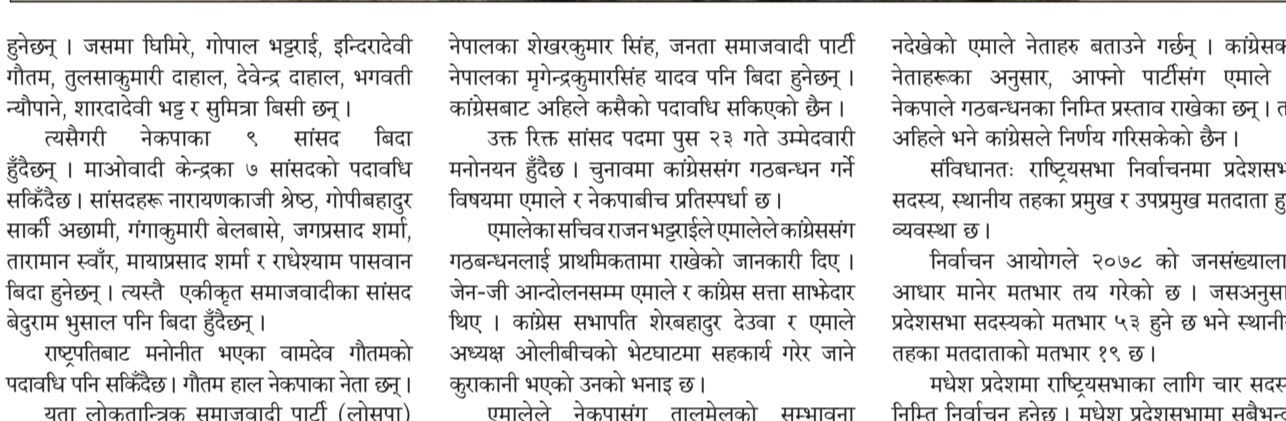 हुनेछन् । जसमा घिमिरे, गोपाल भट्टराई, इन्दिरादेवी
गौतम, तुलसाकुमारी दाहाल, देवेन्द्र दाहाल, भगवती
न्यौपाने, शारदादेवी भट्ट र सुमित्रा बिसी छन् ।
त्यसैगरी नेकपाका ९ सांसद बिदा
हुँदैछन् । माओवादी केन्द्रका ७ सांसदको पदावधि
सकिँदैछ । सांसदहरू नारायणकाजी श्रेष्ठ, गोपीबहादुर
सार्की अछामी, गंगाकुमारी बेलबासे, जगप्रसाद शर्मा,
तारामान स्वाँर, मायाप्रसाद शर्मा र राधेश्याम पासवान
बिदा हुनेछन् । त्यस्तै एकीकृत समाजवादीका सांसद
बेदुराम भुसाल पनि बिदा हुँदैछन् ।
राष्ट्रपतिबाट मनोनीत भएका वामदेव गौतमको
पदावधि पनि सकिँदैछ । गौतम हाल नेकपाका नेता छन् ।
यता लोकतान्त्रिक समाजवादी पार्टी (लोसपा)
नेपालका शेखरकुमार सिंह, जनता समाजवादी पार्टी
नेपालका मृगेन्द्रकुमारसिंह यादव पनि बिदा हुनेछन् ।
कांग्रेसबाट अहिले कसैको पदावधि सकिएको छैन ।
उक्त रिक्त सांसद पदमा पुस २३ गते उम्मेदवारी
मनोनयन हुँदैछ । चुनावमा कांग्रेससंग गठबन्धन गर्ने
विषयमा एमाले र नेकपाबीच प्रतिस्पर्धा छ ।
एमालेका सचिव राजन भट्टराईले एमालेले कांग्रेससंग
गठबन्धनलाई प्राथमिकतामा राखेको जानकारी दिए ।
जेन-जी आन्दोलनसम्म एमाले र कांग्रेस सत्ता साझेदार
थिए । कांग्रेस सभापति शेरबहादुर देउवा र एमाले
अध्यक्ष ओलीबीचको भेटघाटमा सहकार्य गरेर जाने
कुराकानी भएको उनको भनाइ छ ।
एमालेले नेकपासंग तालमेलको सम्भावना
नदेखेको एमाले नेताहरु बताउने गर्छन् । कांग्रेसक
नेताहरूका अनुसार, आफ्नो पार्टीसंग एमाले
नेकपाले गठबन्धनका निम्ति प्रस्ताव राखेका छन् । त
अहिले भने कांग्रेसले निर्णय गरिसकेको छैन ।
संविधानतः राष्ट्रियसभा निर्वाचनमा प्रदेशसभ
सदस्य, स्थानीय तहका प्रमुख र उपप्रमुख मतदाता हु
व्यवस्था छ ।
निर्वाचन आयोगले २०७८ को जनसंख्याला
आधार मानेर मतभार तय गरेको छ । जसअनुसा
प्रदेशसभा सदस्यको मतभार ५३ हुने छ भने स्थानी
तहका मतदाताको मतभार १९ छ ।
मधेश प्रदेशमा राष्ट्रियसभाका लागि चार सदस
निम्ति निर्वाचन हुनेछ । मधेश प्रदेशसभामा सबैभन्द